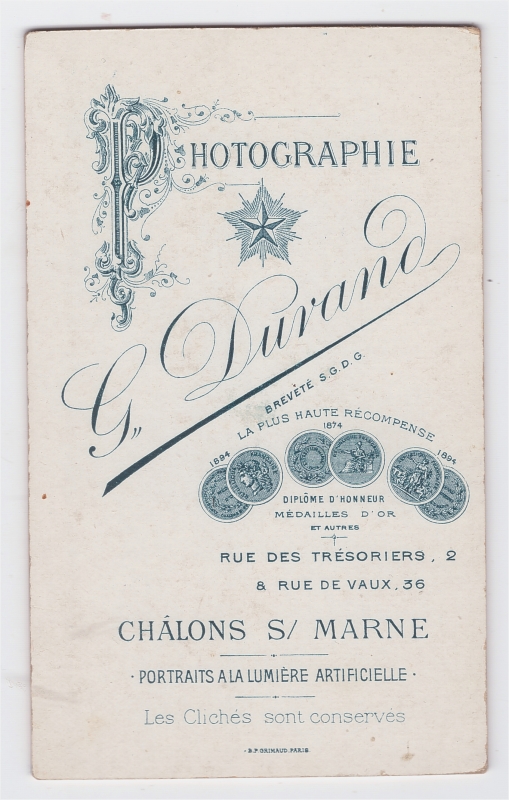 PHOTOGRAPHIE
G. Durand
BREVÈTÉ S.G.D.G.
LA PLUS HAUTE RÉCOMPENSE
1894 1874 1894
DIPLÔME D'HONNEUR
MÉDAILLES D'OR
ET AUTRES
RUE DES TRÉSORIERS, 2
& RUE DE VAUX, 36
CHÂLONS S/ MARNE
· PORTRAITS A LA LUMIÈRE ARTIFICIELLE ·
Les Clichés sont conservés
· B.P. GRIMAUD. PARIS.